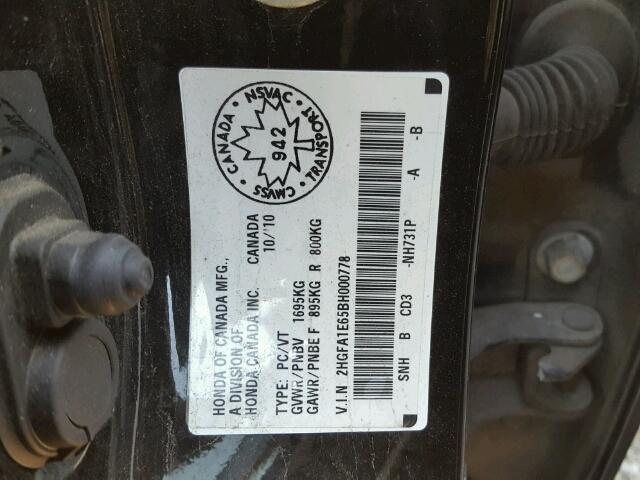 HONDA OF CANADA MFG.,
A DIVISION OF
HONDA CANADA INC. CANADA
10/'10
TYPE: PC/VT
GVWR/PNBV 1695KG
GAWR/PNBE F 895KG R 800KG
V.I.N 2HGFA1E65BH000778
SNH B CD3 -NH731P -A -B
CANADA NSVAC
942
CMVSS TRANSPORT